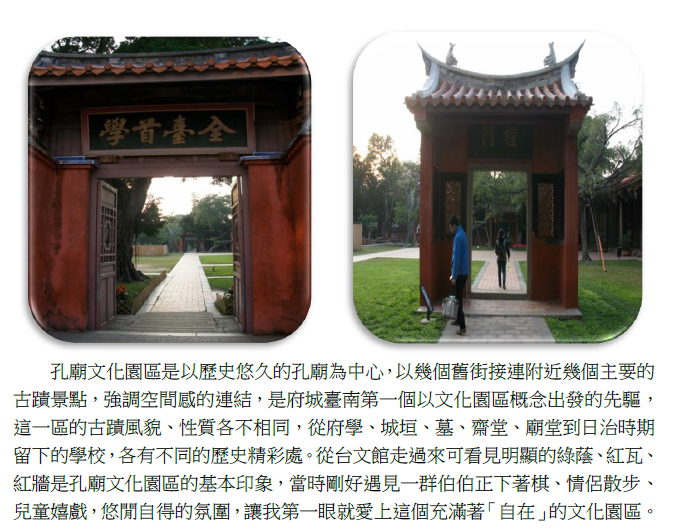 全臺首學
禮門
孔廟文化園區是以歷史悠久的孔廟為中心，以幾個舊街接連附近幾個主要的
古蹟景點，強調空間感的連結，是府城臺南第一個以文化園區概念出發的先驅，
這一區的古蹟風貌、性質各不相同，從府學、城垣、墓、齋堂、廟堂到日治時期
留下的學校，各有不同的歷史精彩處。從台文館走過來可看見明顯的綠蔭、紅瓦、
紅牆是孔廟文化園區的基本印象，當時剛好遇見一群伯伯正下著棋、情侶散步、
兒童嬉戲，悠閒自得的氛圍，讓我第一眼就愛上這個充滿著「自在」的文化園區。